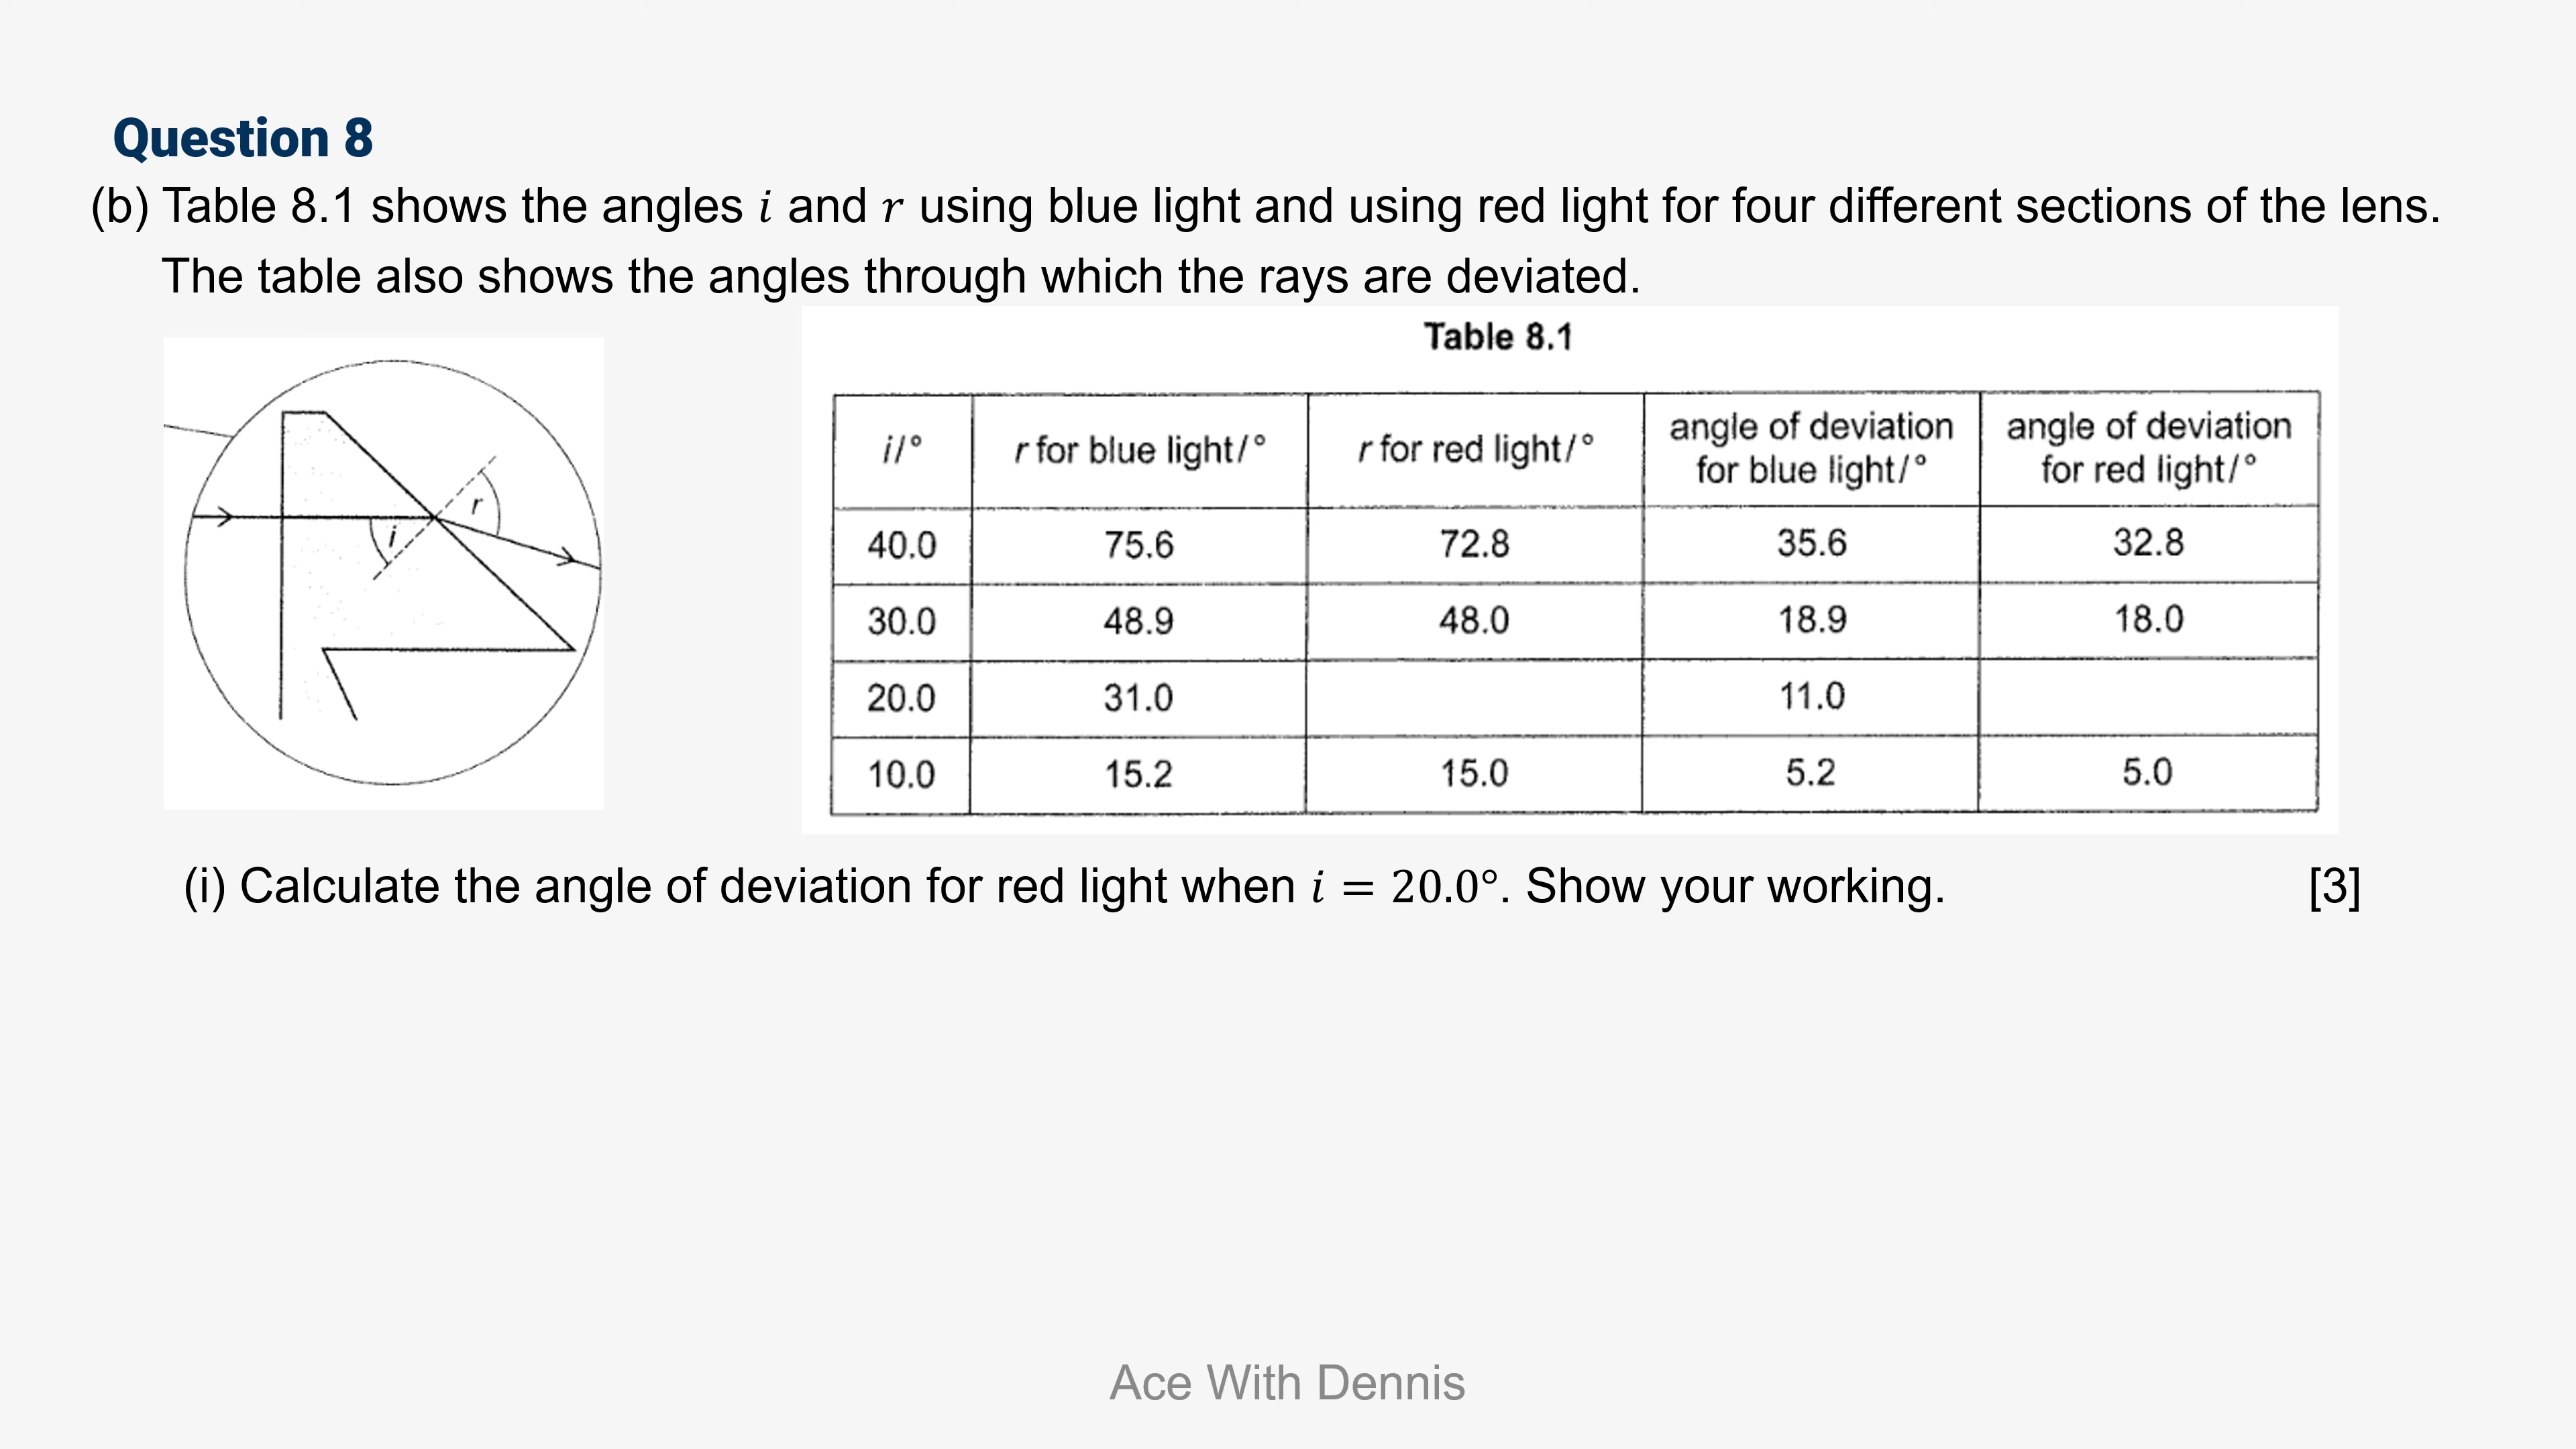 Question 8
(b) Table 8.1 shows the angles i and r using blue light and using red light for four different sections of the lens.
The table also shows the angles through which the rays are deviated.
r
i
Table 8.1
i/° r for blue light/° r for red light/° angle of deviation for blue light/° angle of deviation for red light/°
40.0 75.6 72.8 35.6 32.8
30.0 48.9 48.0 18.9 18.0
20.0 31.0 11.0
10.0 15.2 15.0 5.2 5.0
(i) Calculate the angle of deviation for red light when i = 20.0°. Show your working. [3]
Ace With Dennis